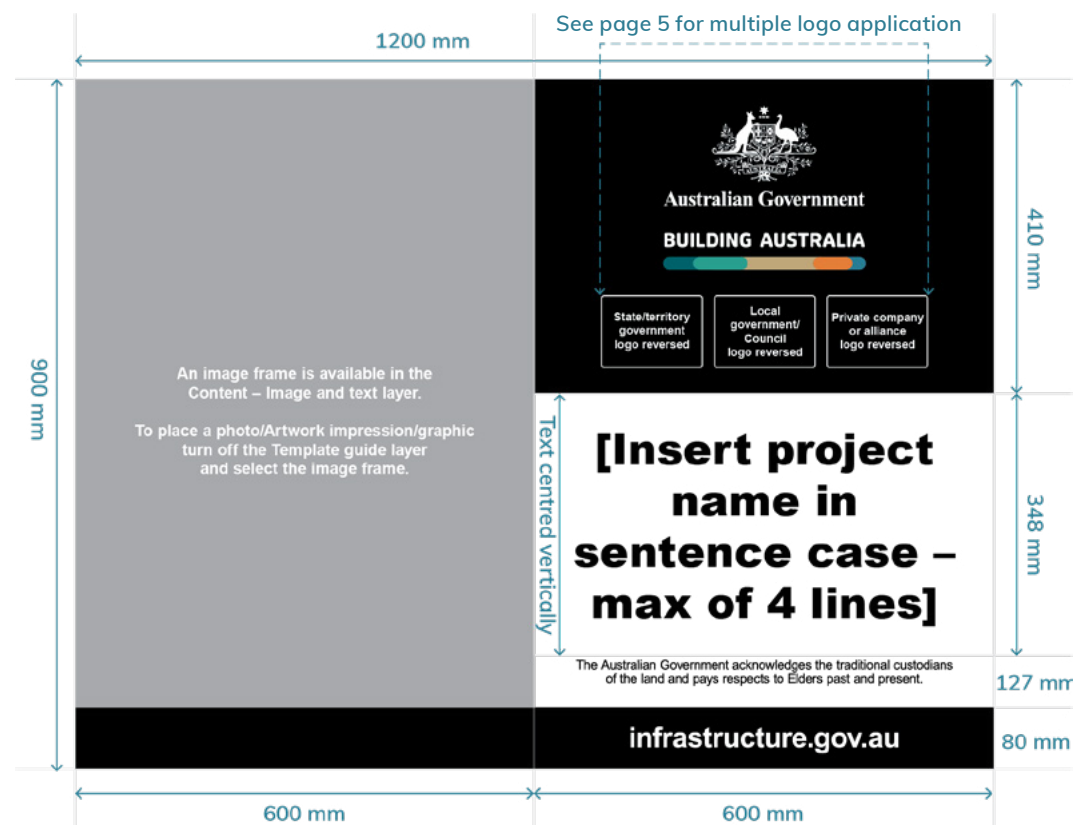 See page 5 for multiple logo application
1200 mm
900 mm
An image frame is available in the
Content – Image and text layer.
To place a photo/Artwork impression/graphic
turn off the Template guide layer
and select the image frame.
Australian Government
BUILDING AUSTRALIA
State/territory
government
logo reversed
Local
government/
Council
logo reversed
Private company
or alliance
logo reversed
410 mm
Text centred vertically
[Insert project
name in
sentence case –
max of 4 lines]
348 mm
The Australian Government acknowledges the traditional custodians
of the land and pays respects to Elders past and present.
127 mm
infrastructure.gov.au
80 mm
600 mm
600 mm